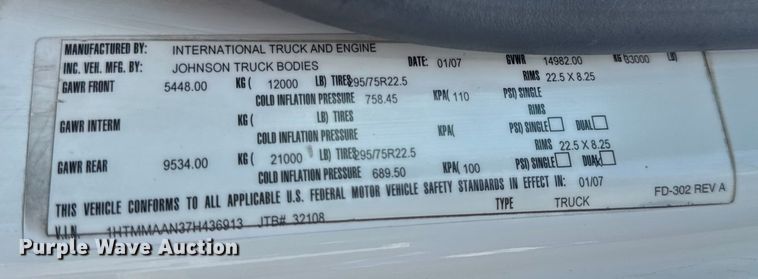 MANUFACTURED BY: INTERNATIONAL TRUCK AND ENGINE
INC. VEH. MFG. BY: JOHNSON TRUCK BODIES DATE: 01/07 GVWR 14982.00 KG 33000 LB)
GAWR FRONT 5448.00 KG ( 12000 LB) TIRES 295/75R22.5 RIMS 22.5 X 8.25
COLD INFLATION PRESSURE 758.45 KPA( 110 PSI) SINGLE
GAWR INTERM KG ( LB) TIRES RIMS
COLD INFLATION PRESSURE KPA( PSI) SINGLE DUAL
GAWR REAR 9534.00 KG ( 21000 LB) TIRES 295/75R22.5 RIMS 22.5 X 8.25
COLD INFLATION PRESSURE 689.50 KPA( 100 PSI) SINGLE DUAL
THIS VEHICLE CONFORMS TO ALL APPLICABLE U.S. FEDERAL MOTOR VEHICLE SAFETY STANDARDS IN EFFECT IN: 01/07 FD-302 REV A
V.I.N. 1HTMMAAN37H436913 JTB# 32108 TYPE TRUCK
Purple Wave Auction